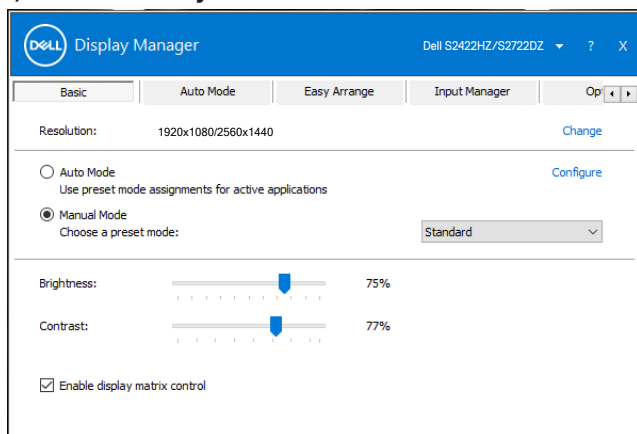 DELL Display Manager Dell S2422HZ/S2722DZ ? X
Basic Auto Mode Easy Arrange Input Manager Op
Resolution: 1920x1080/2560x1440 Change
Auto Mode Configure
Use preset mode assignments for active applications
Manual Mode
Choose a preset mode: Standard
Brightness: 75%
Contrast: 77%
Enable display matrix control